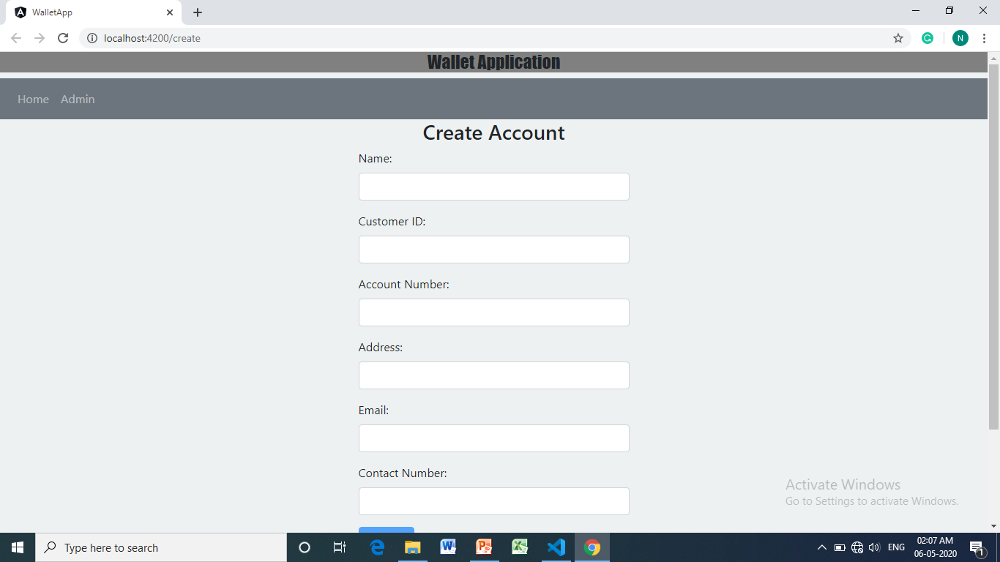 WalletApp
localhost:4200/create
N
Wallet Application
Home Admin
Create Account
Name:
Customer ID:
Account Number:
Address:
Email:
Contact Number:
Activate Windows
Go to Settings to activate Windows.
Type here to search
ENG
02:07 AM
06-05-2020
1